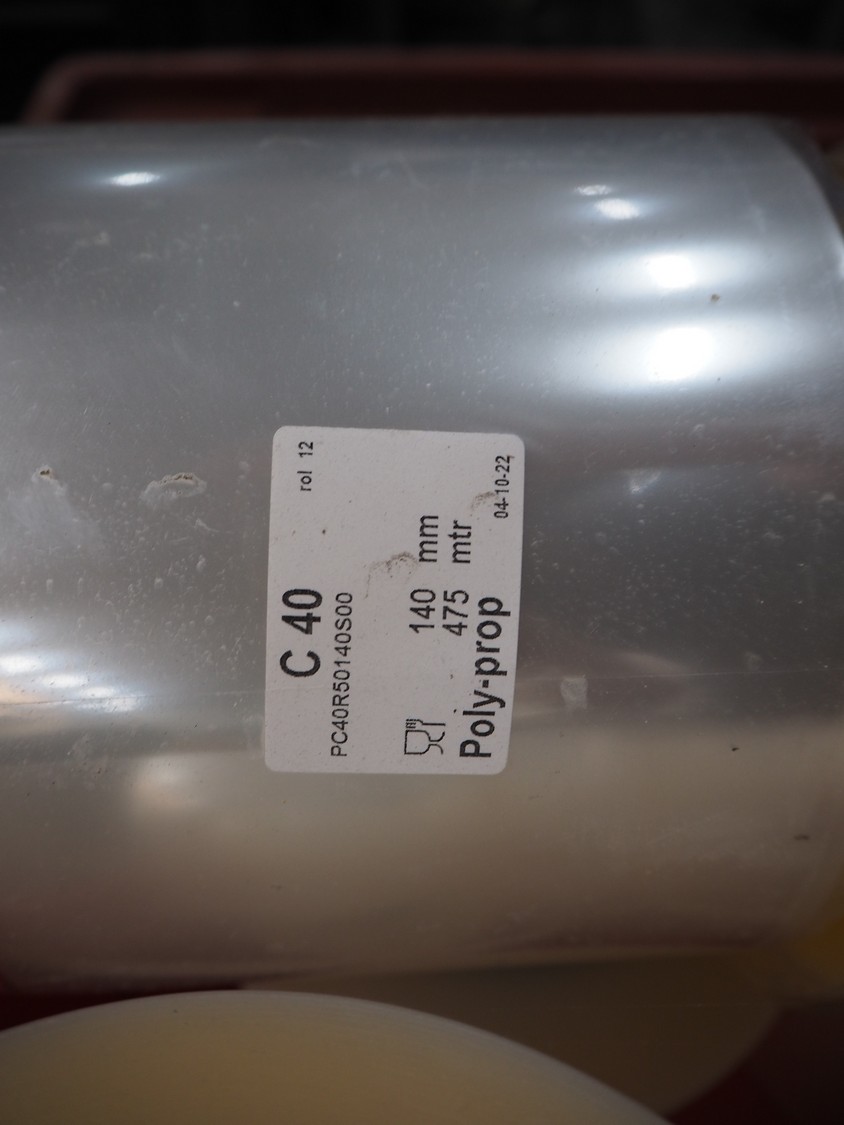 rol 12
C 40
PC40R50140S00
140 mm
475 mtr
Poly-prop
04-10-22